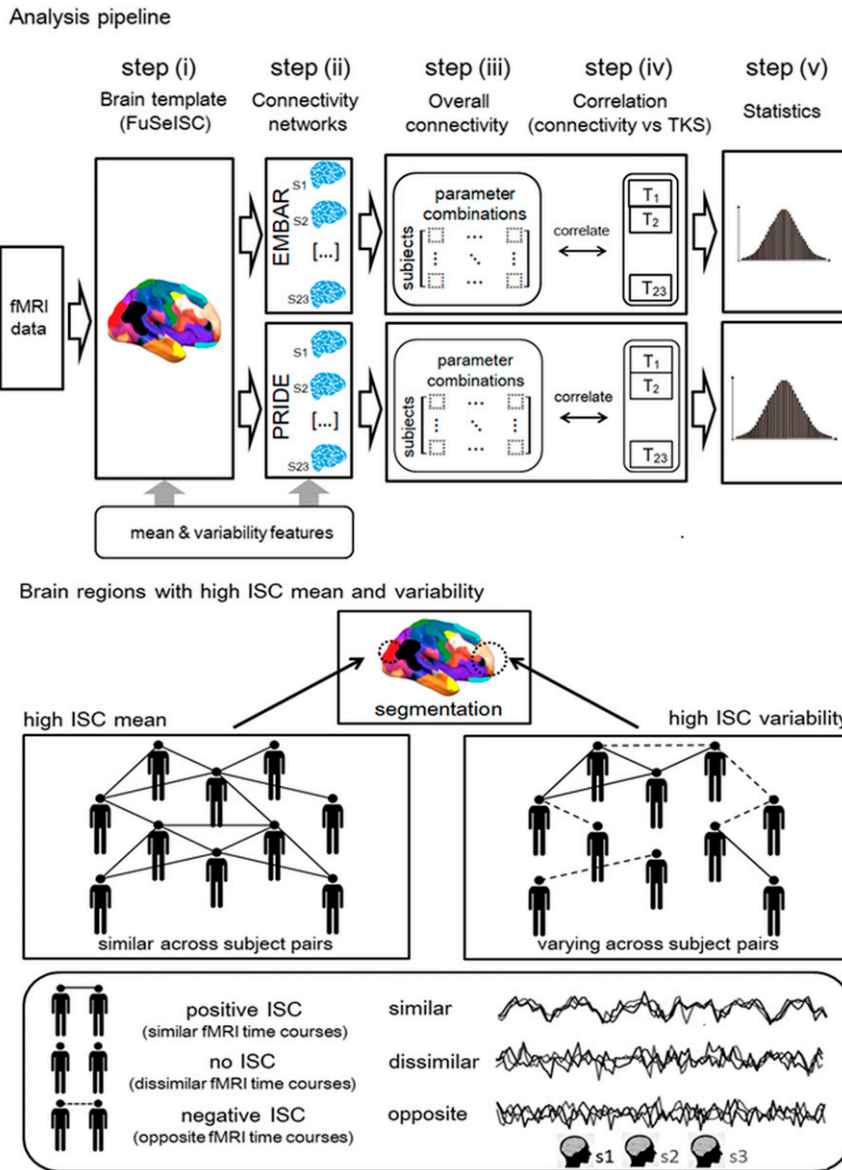 Analysis pipeline
step (i)
Brain template
(FuSeISC)
step (ii)
Connectivity
networks
step (iii)
Overall
connectivity
step (iv)
Correlation
(connectivity vs TKS)
step (v)
Statistics
fMRI
data
EMBAR
S1
S2
[...]
S23
subjects
parameter
combinations
correlate
T1
T2
T23
PRIDE
S1
S2
[...]
S23
subjects
parameter
combinations
correlate
T1
T2
T23
mean & variability features
Brain regions with high ISC mean and variability
segmentation
high ISC mean
high ISC variability
similar across subject pairs
varying across subject pairs
positive ISC
(similar fMRI time courses)
similar
no ISC
(dissimilar fMRI time courses)
dissimilar
negative ISC
(opposite fMRI time courses)
opposite
s1 s2 s3